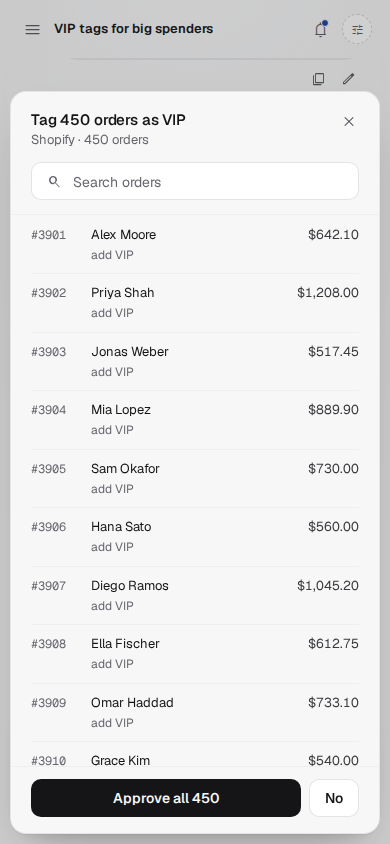 VIP tags for big spenders
Tag 450 orders as VIP
Shopify · 450 orders
Search orders
#3901 Alex Moore $642.10
add VIP
#3902 Priya Shah $1,208.00
add VIP
#3903 Jonas Weber $517.45
add VIP
#3904 Mia Lopez $889.90
add VIP
#3905 Sam Okafor $730.00
add VIP
#3906 Hana Sato $560.00
add VIP
#3907 Diego Ramos $1,045.20
add VIP
#3908 Ella Fischer $612.75
add VIP
#3909 Omar Haddad $733.10
add VIP
#3910 Grace Kim $540.00
Approve all 450 No